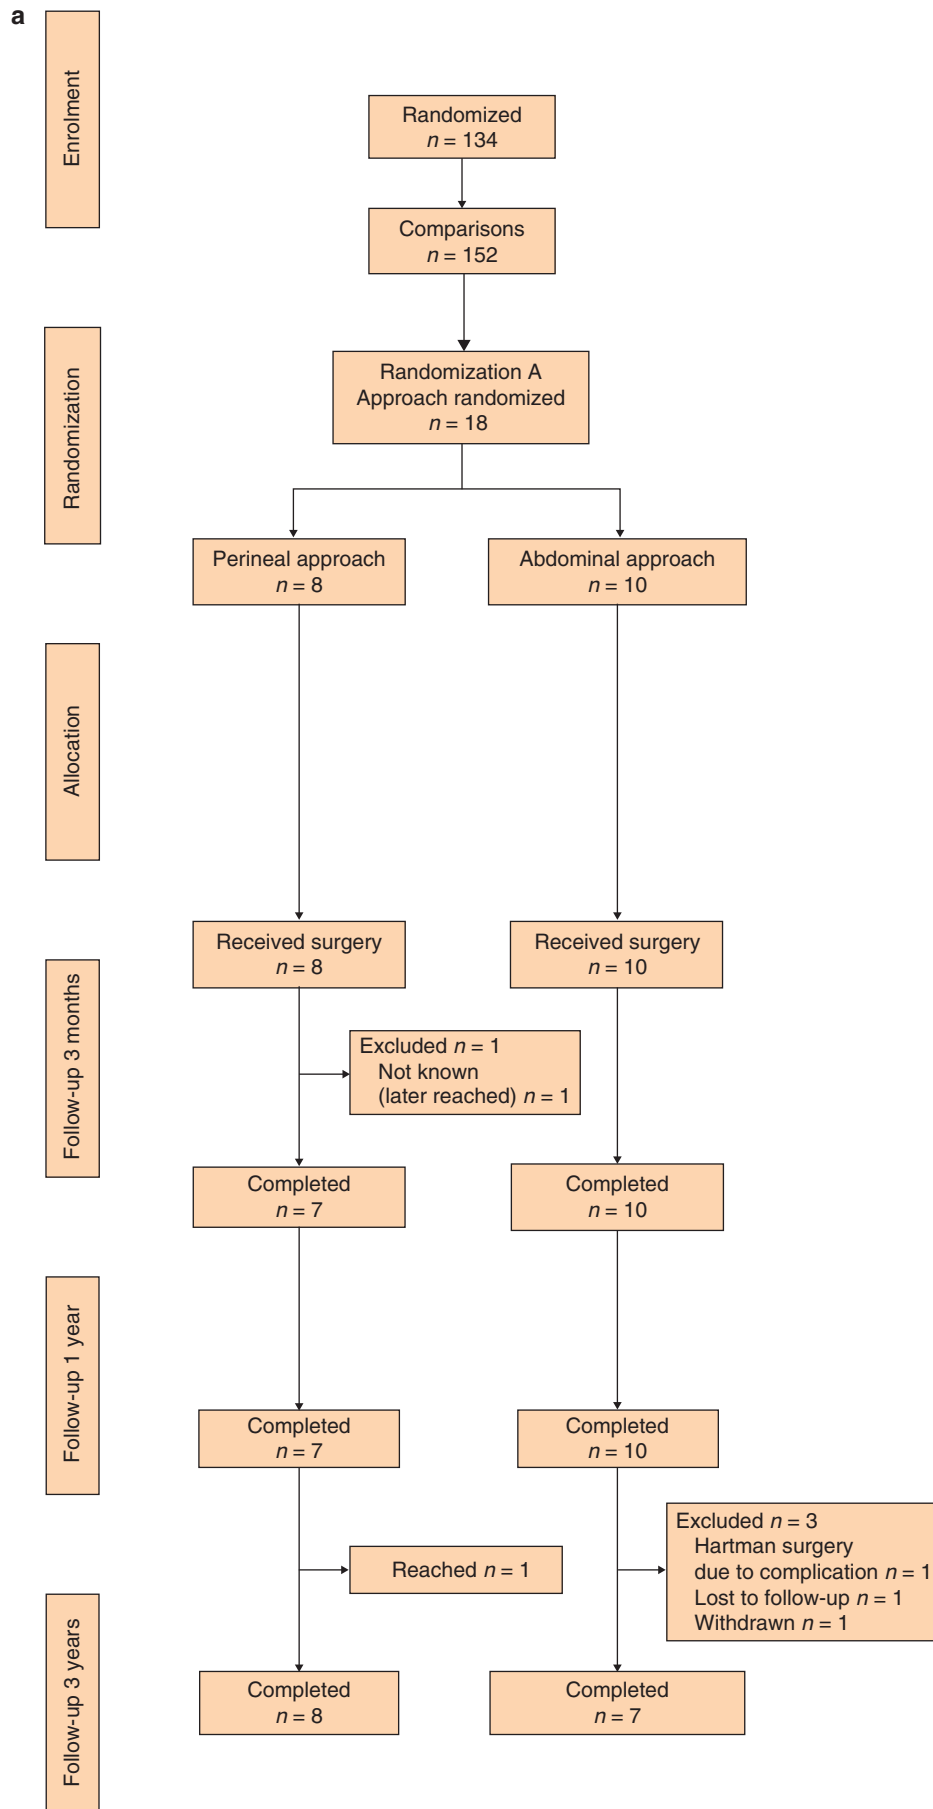 a
Enrolment
Randomized
n = 134
Comparisons
n = 152
Randomization
Randomization A
Approach randomized
n = 18
Perineal approach
n = 8
Abdominal approach
n = 10
Allocation
Received surgery
n = 8
Received surgery
n = 10
Follow-up 3 months
Excluded n = 1
Not known
(later reached) n = 1
Completed
n = 7
Completed
n = 10
Follow-up 1 year
Completed
n = 7
Completed
n = 10
Reached n = 1
Excluded n = 3
Hartman surgery
due to complication n = 1
Lost to follow-up n = 1
Withdrawn n = 1
Follow-up 3 years
Completed
n = 8
Completed
n = 7